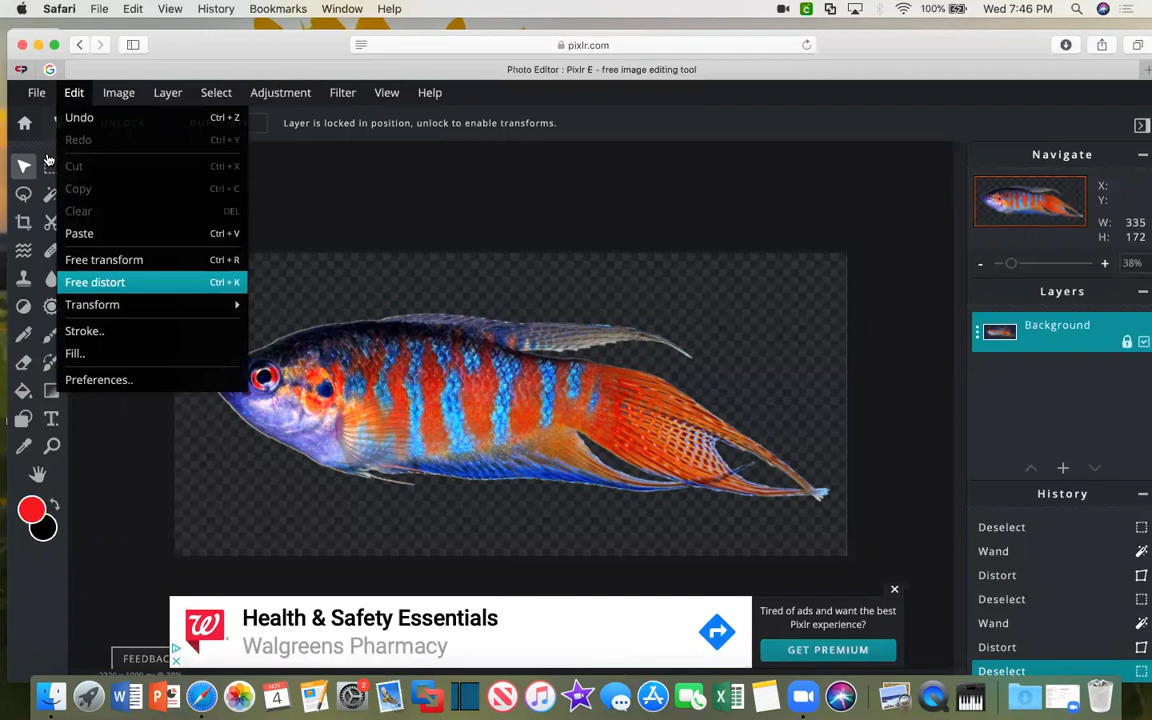 Safari File Edit View History Bookmarks Window Help 100% Wed 7:46 PM
pixlr.com
Photo Editor : Pixlr E - free image editing tool
File Edit Image Layer Select Adjustment Filter View Help
Layer is locked in position, unlock to enable transforms.
Undo Ctrl + Z
Redo Ctrl + Y
Cut Ctrl + X
Copy Ctrl + C
Clear DEL
Paste Ctrl + V
Free transform Ctrl + R
Free distort Ctrl + K
Transform
Stroke..
Fill..
Preferences..
Navigate
X:
Y:
W: 335
H: 172
- + 38%
Layers
Background
History
Deselect
Wand
Distort
Deselect
Wand
Distort
Deselect
Health & Safety Essentials
Walgreens Pharmacy
Tired of ads and want the best
Pixlr experience?
GET PREMIUM
FEEDBAC
NOV
4
2